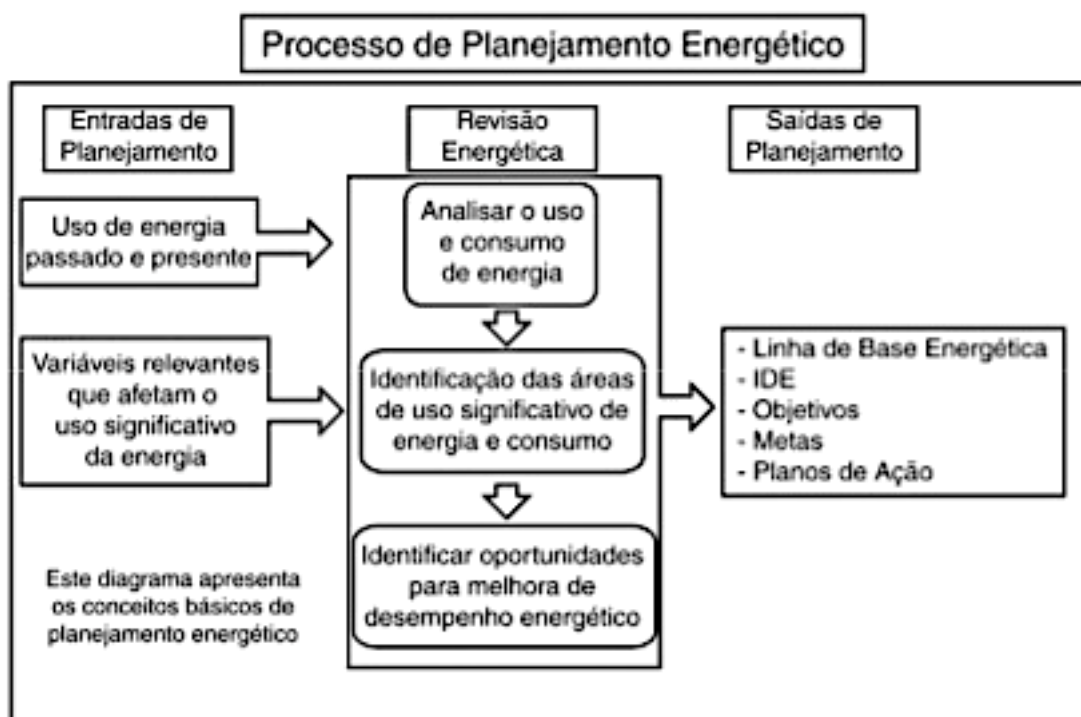 Processo de Planejamento Energético
Entradas de
Planejamento
Uso de energia
passado e presente
Variáveis relevantes
que afetam o
uso significativo
da energia
Este diagrama apresenta
os conceitos básicos de
planejamento energético
Revisão
Energética
Analisar o uso
e consumo
de energia
Identificação das áreas
de uso significativo de
energia e consumo
Identificar oportunidades
para melhora de
desempenho energético
Saídas de
Planejamento
- Linha de Base Energética
- IDE
- Objetivos
- Metas
- Planos de Ação